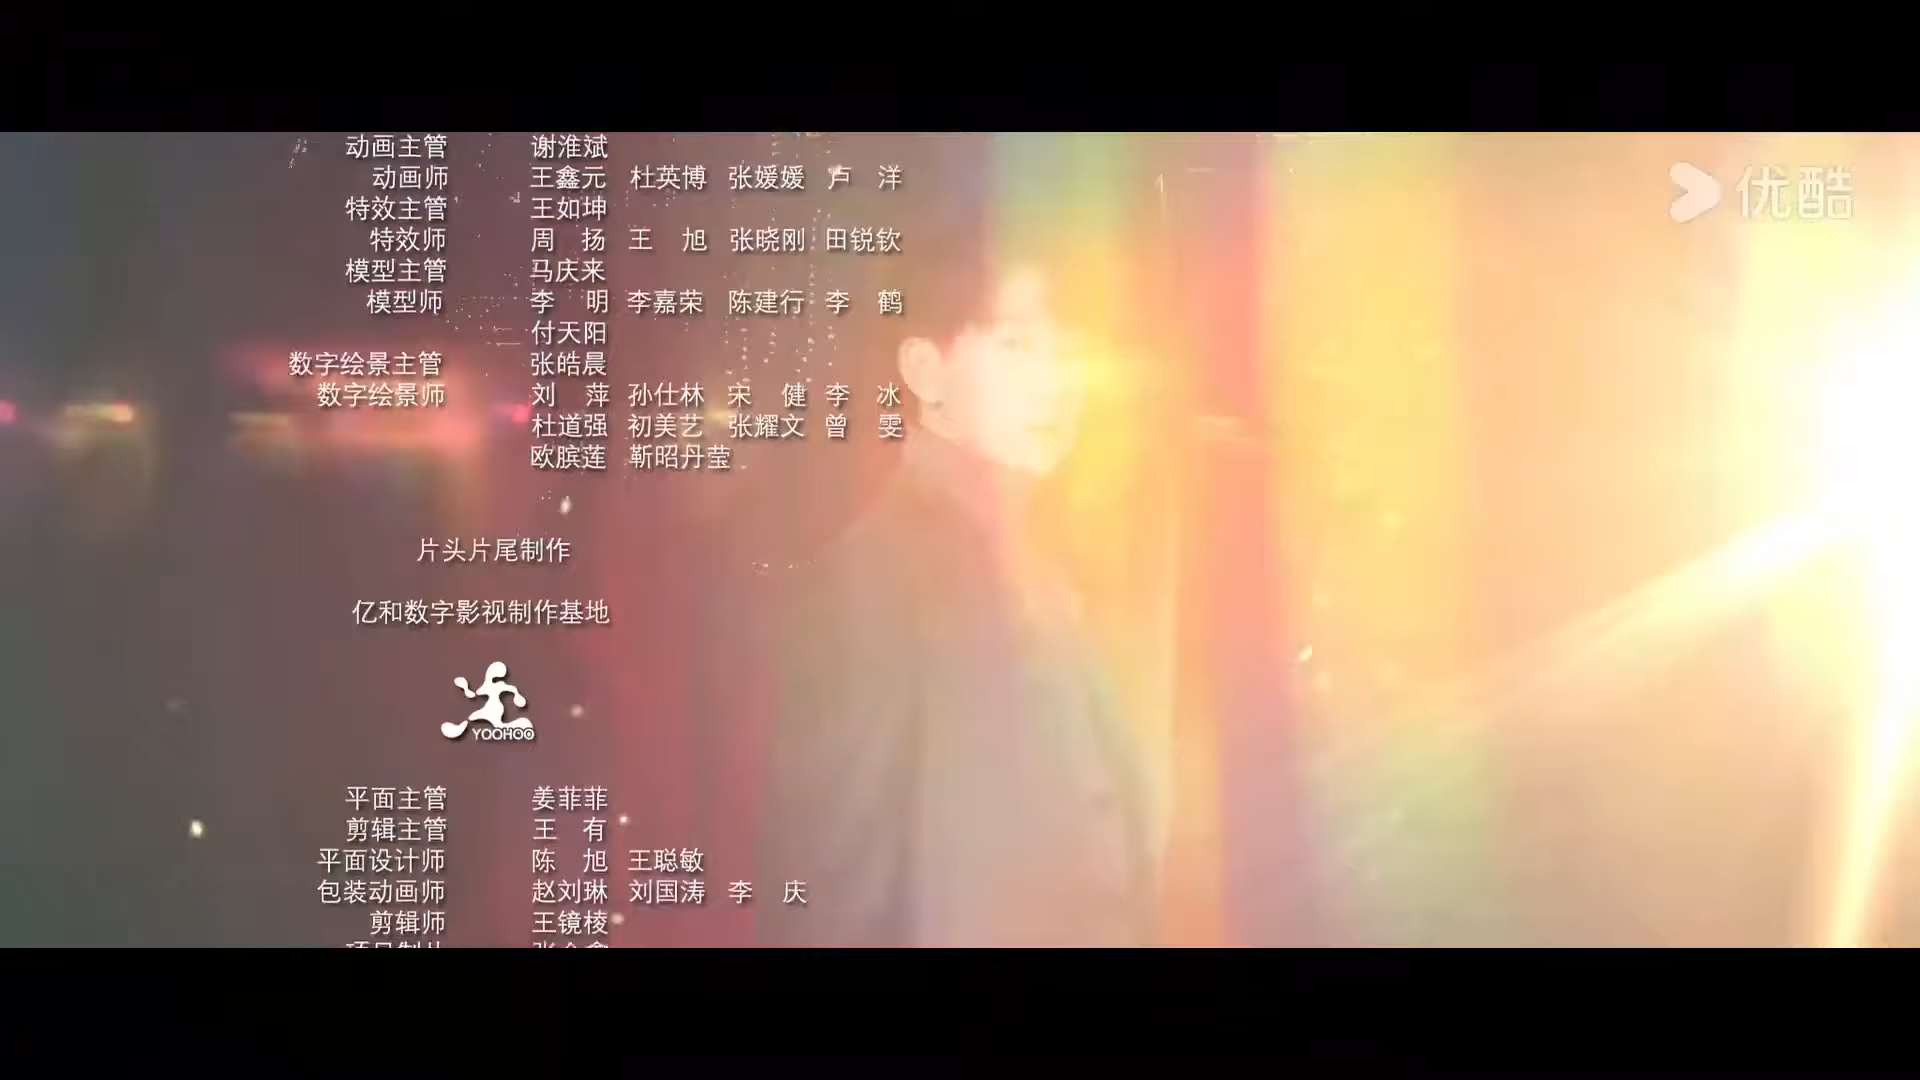 优酷
动画主管 谢淮斌
动画师 王鑫元 杜英博 张媛媛 卢 洋
特效主管 王如坤
特效师 周 扬 王 旭 张晓刚 田锐钦
模型主管 马庆来
模型师 李 明 李嘉荣 陈建行 李 鹤
付天阳
数字绘景主管 张皓晨
数字绘景师 刘 萍 孙仕林 宋 健 李 冰
杜道强 初美艺 张耀文 曾 雯
欧膑莲 靳昭丹莹
片头片尾制作
亿和数字影视制作基地
YOOHOO
平面主管 姜菲菲
剪辑主管 王 有
平面设计师 陈 旭 王聪敏
包装动画师 赵刘琳 刘国涛 李 庆
剪辑师 王镜棱